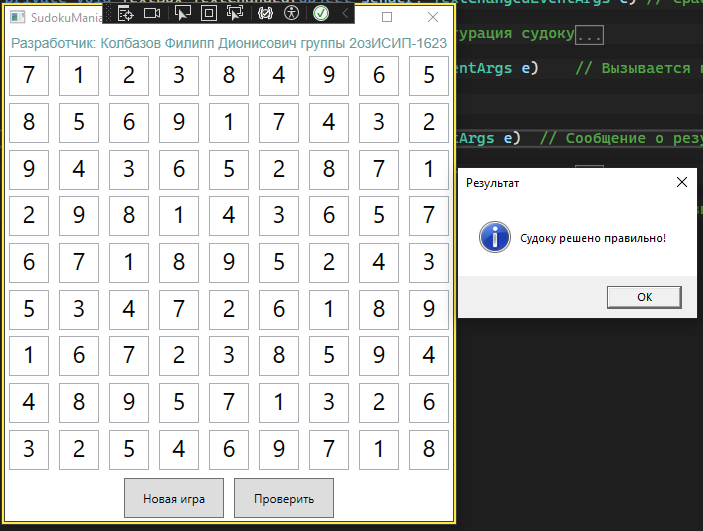 SudokuMania
Разработчик: Колбазов Филипп Дионисович группы 2озИСИП-1623
7 1 2 3 8 4 9 6 5
8 5 6 9 1 7 4 3 2
9 4 3 6 5 2 8 7 1
2 9 8 1 4 3 6 5 7
6 7 1 8 9 5 2 4 3
5 3 4 7 2 6 1 8 9
1 6 7 2 3 8 5 9 4
4 8 9 5 7 1 3 2 6
3 2 5 4 6 9 7 1 8
Новая игра Проверить
урация судоку...
entArgs e) // Вызывается
tArgs e) // Сообщение о резу
Результат
Судоку решено правильно!
OK